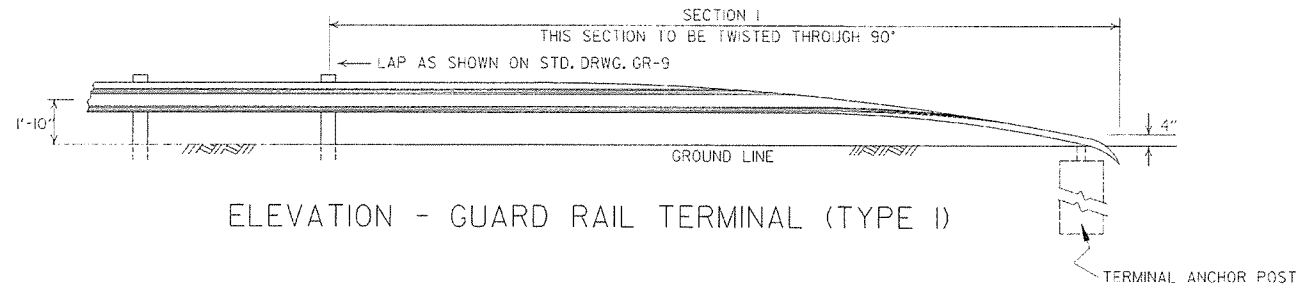 SECTION I
THIS SECTION TO BE TWISTED THROUGH 90°
LAP AS SHOWN ON STD. DRWG. GR-9
1'-10"
4"
GROUND LINE
ELEVATION - GUARD RAIL TERMINAL (TYPE I)
TERMINAL ANCHOR POST